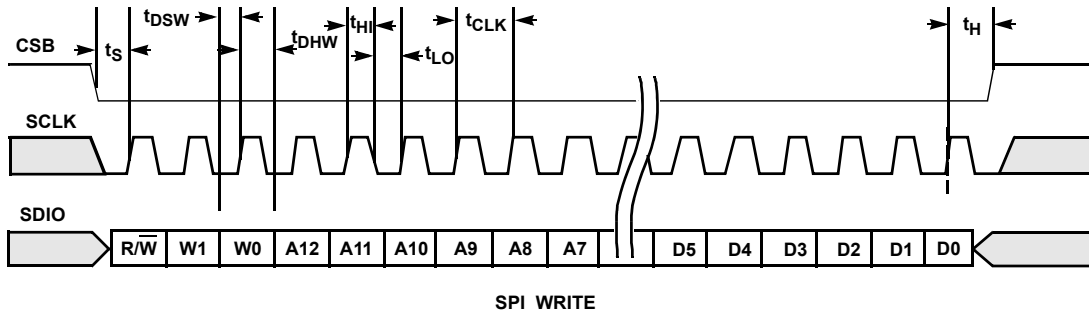 tDSW tHI tCLK tH
CSB tS tDHW tLO
SCLK
SDIO
R/W̅ W1 W0 A12 A11 A10 A9 A8 A7 D5 D4 D3 D2 D1 D0
SPI WRITE